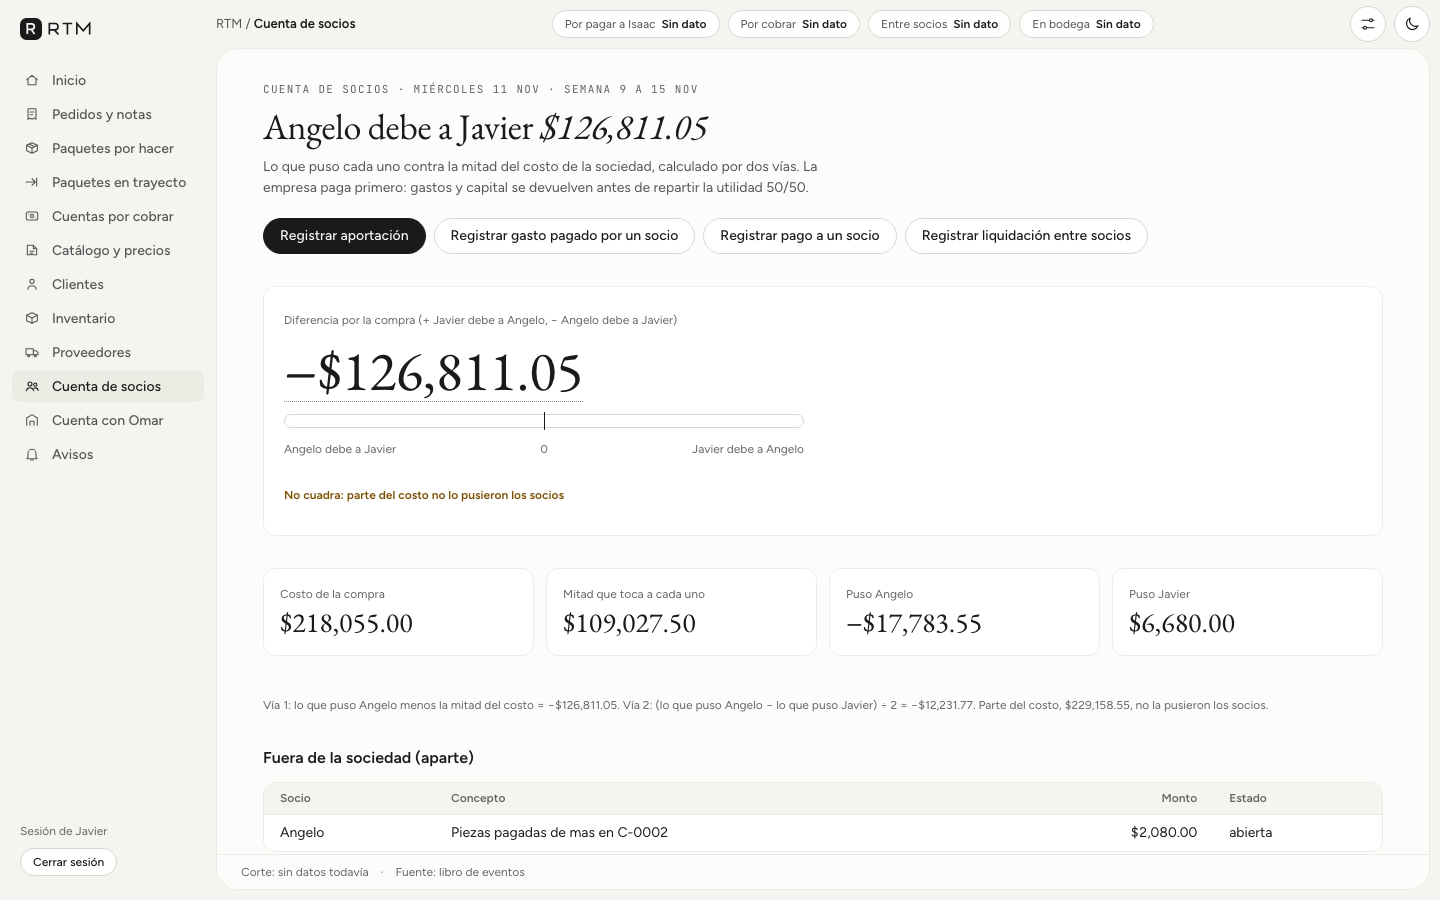 R RTM
RTM / Cuenta de socios
Por pagar a Isaac Sin dato
Por cobrar Sin dato
Entre socios Sin dato
En bodega Sin dato
Inicio
Pedidos y notas
Paquetes por hacer
Paquetes en trayecto
Cuentas por cobrar
Catálogo y precios
Clientes
Inventario
Proveedores
Cuenta de socios
Cuenta con Omar
Avisos
Sesión de Javier
Cerrar sesión
CUENTA DE SOCIOS · MIÉRCOLES 11 NOV · SEMANA 9 A 15 NOV
Angelo debe a Javier $126,811.05
Lo que puso cada uno contra la mitad del costo de la sociedad, calculado por dos vías. La
empresa paga primero: gastos y capital se devuelven antes de repartir la utilidad 50/50.
Registrar aportación
Registrar gasto pagado por un socio
Registrar pago a un socio
Registrar liquidación entre socios
Diferencia por la compra (+ Javier debe a Angelo, − Angelo debe a Javier)
−$126,811.05
Angelo debe a Javier 0 Javier debe a Angelo
No cuadra: parte del costo no lo pusieron los socios
Costo de la compra
$218,055.00
Mitad que toca a cada uno
$109,027.50
Puso Angelo
−$17,783.55
Puso Javier
$6,680.00
Vía 1: lo que puso Angelo menos la mitad del costo = −$126,811.05. Vía 2: (lo que puso Angelo − lo que puso Javier) ÷ 2 = −$12,231.77. Parte del costo, $229,158.55, no la pusieron los socios.
Fuera de la sociedad (aparte)
Socio Concepto Monto Estado
Angelo Piezas pagadas de mas en C-0002 $2,080.00 abierta
Corte: sin datos todavía · Fuente: libro de eventos